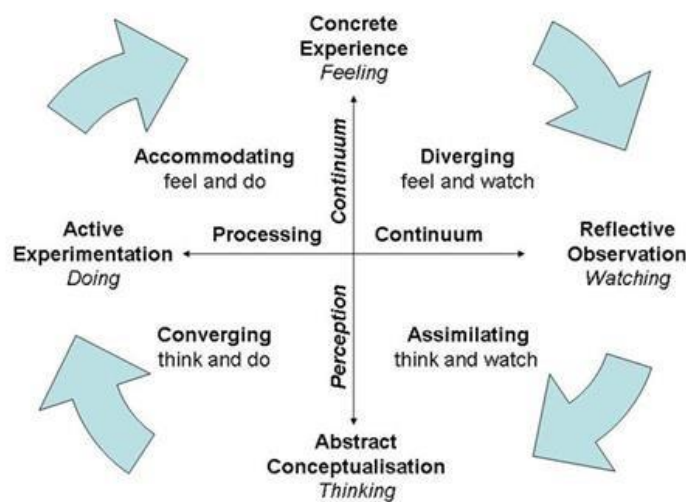 Concrete
Experience
Feeling
Accommodating
feel and do
Continuum
Diverging
feel and watch
Active
Experimentation
Doing
Processing
Continuum
Reflective
Observation
Watching
Converging
think and do
Perception
Assimilating
think and watch
Abstract
Conceptualisation
Thinking